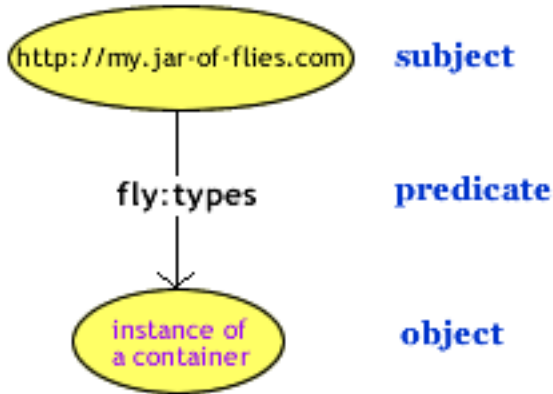 http://my.jar-of-flies.com subject
fly:types predicate
instance of
a container
object